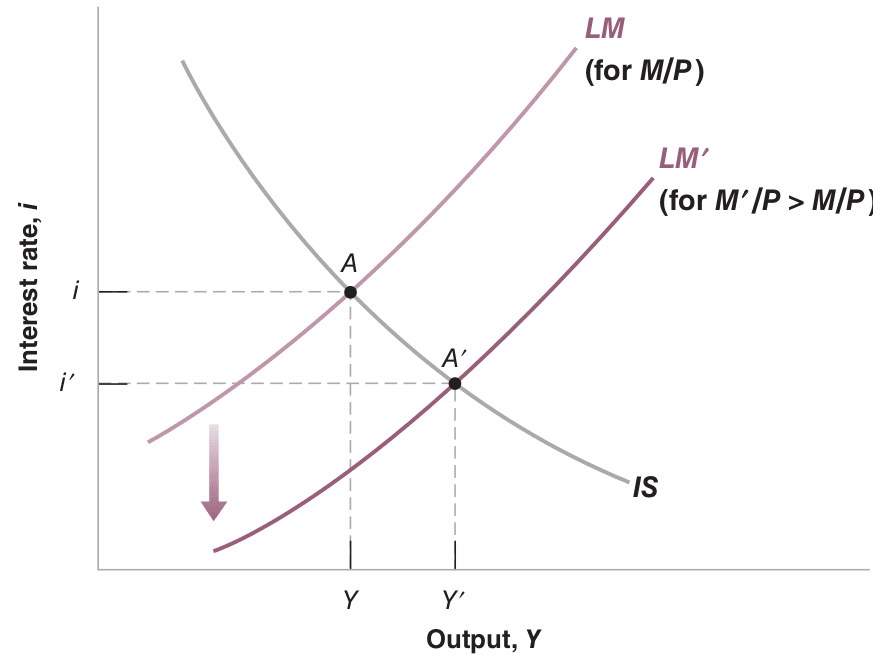 LM
(for M/P)
LM′
(for M′/P > M/P)
Interest rate, i
A
i
A′
i′
IS
Y
Y′
Output, Y